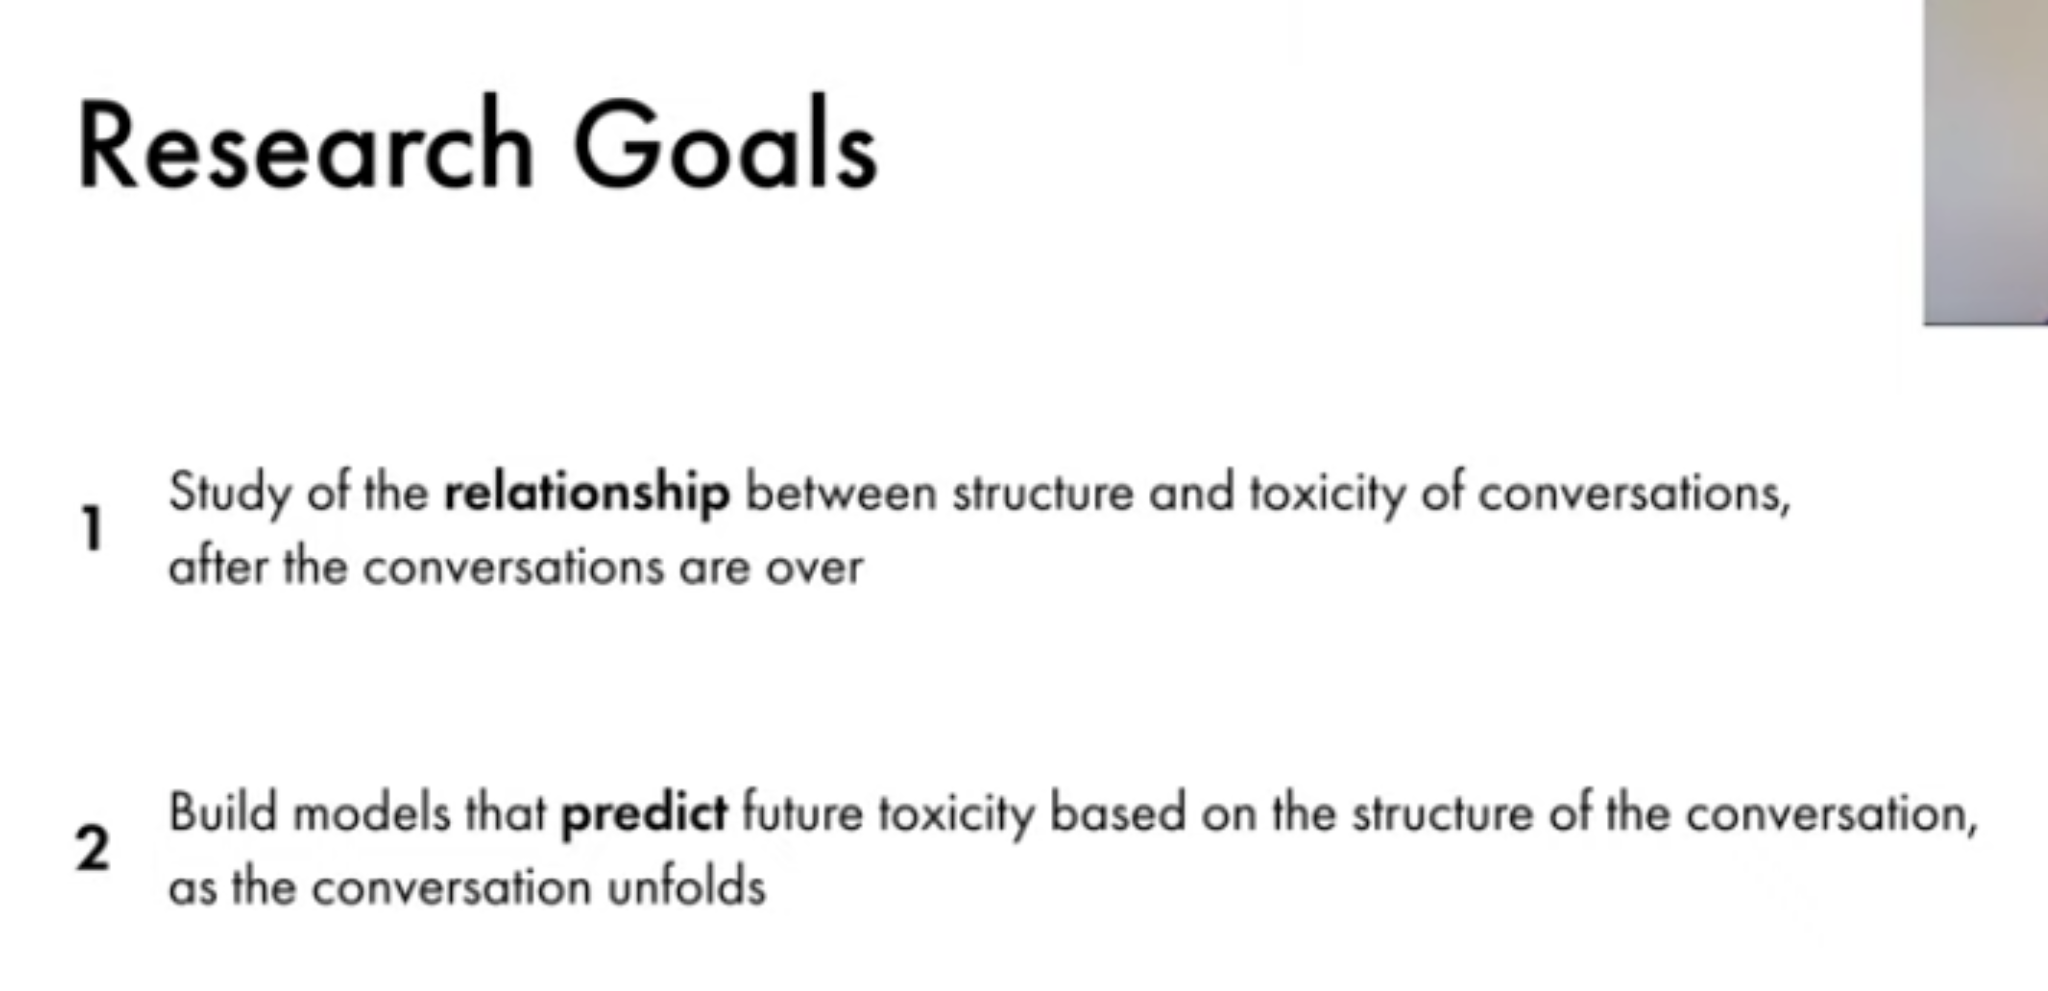 Research Goals
1
Study of the relationship between structure and toxicity of conversations,
after the conversations are over
2
Build models that predict future toxicity based on the structure of the conversation,
as the conversation unfolds